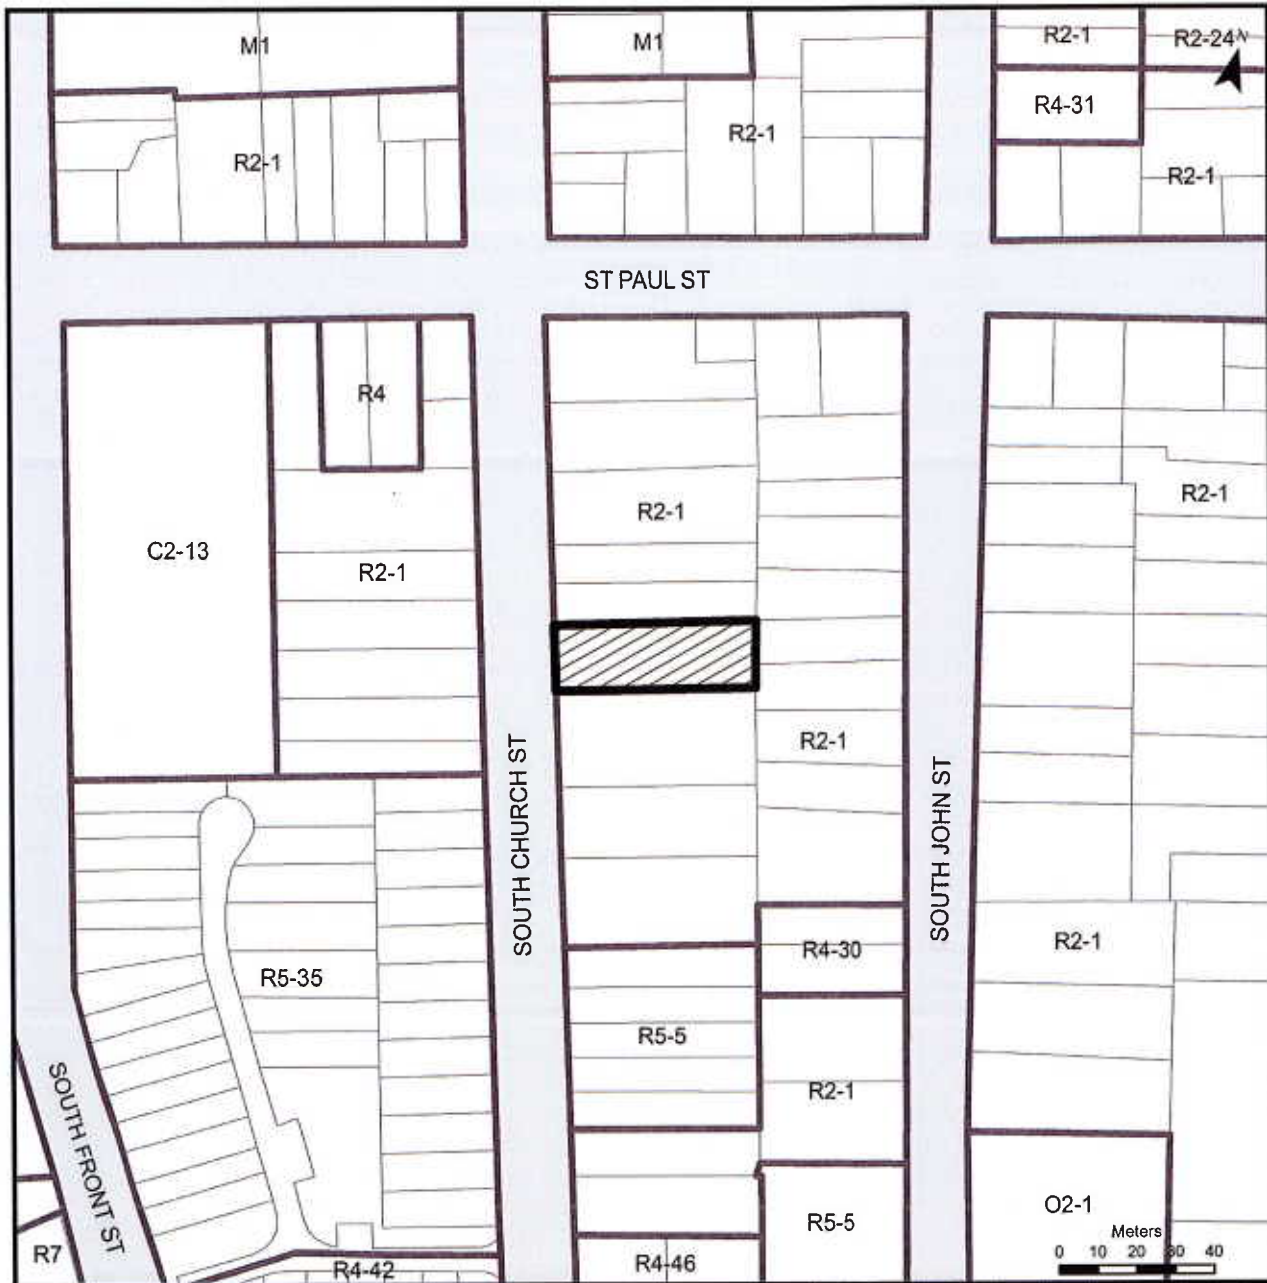 M1
M1
R2-1
R2-24
N
R4-31
R2-1
R2-1
R2-1
ST PAUL ST
R4
C2-13
R2-1
R2-1
R2-1
R2-1
SOUTH CHURCH ST
SOUTH JOHN ST
R5-35
R4-30
R2-1
R5-5
R2-1
SOUTH FRONT ST
R5-5
O2-1
Meters
0 10 20 30 40
R7
R4-42
R4-46